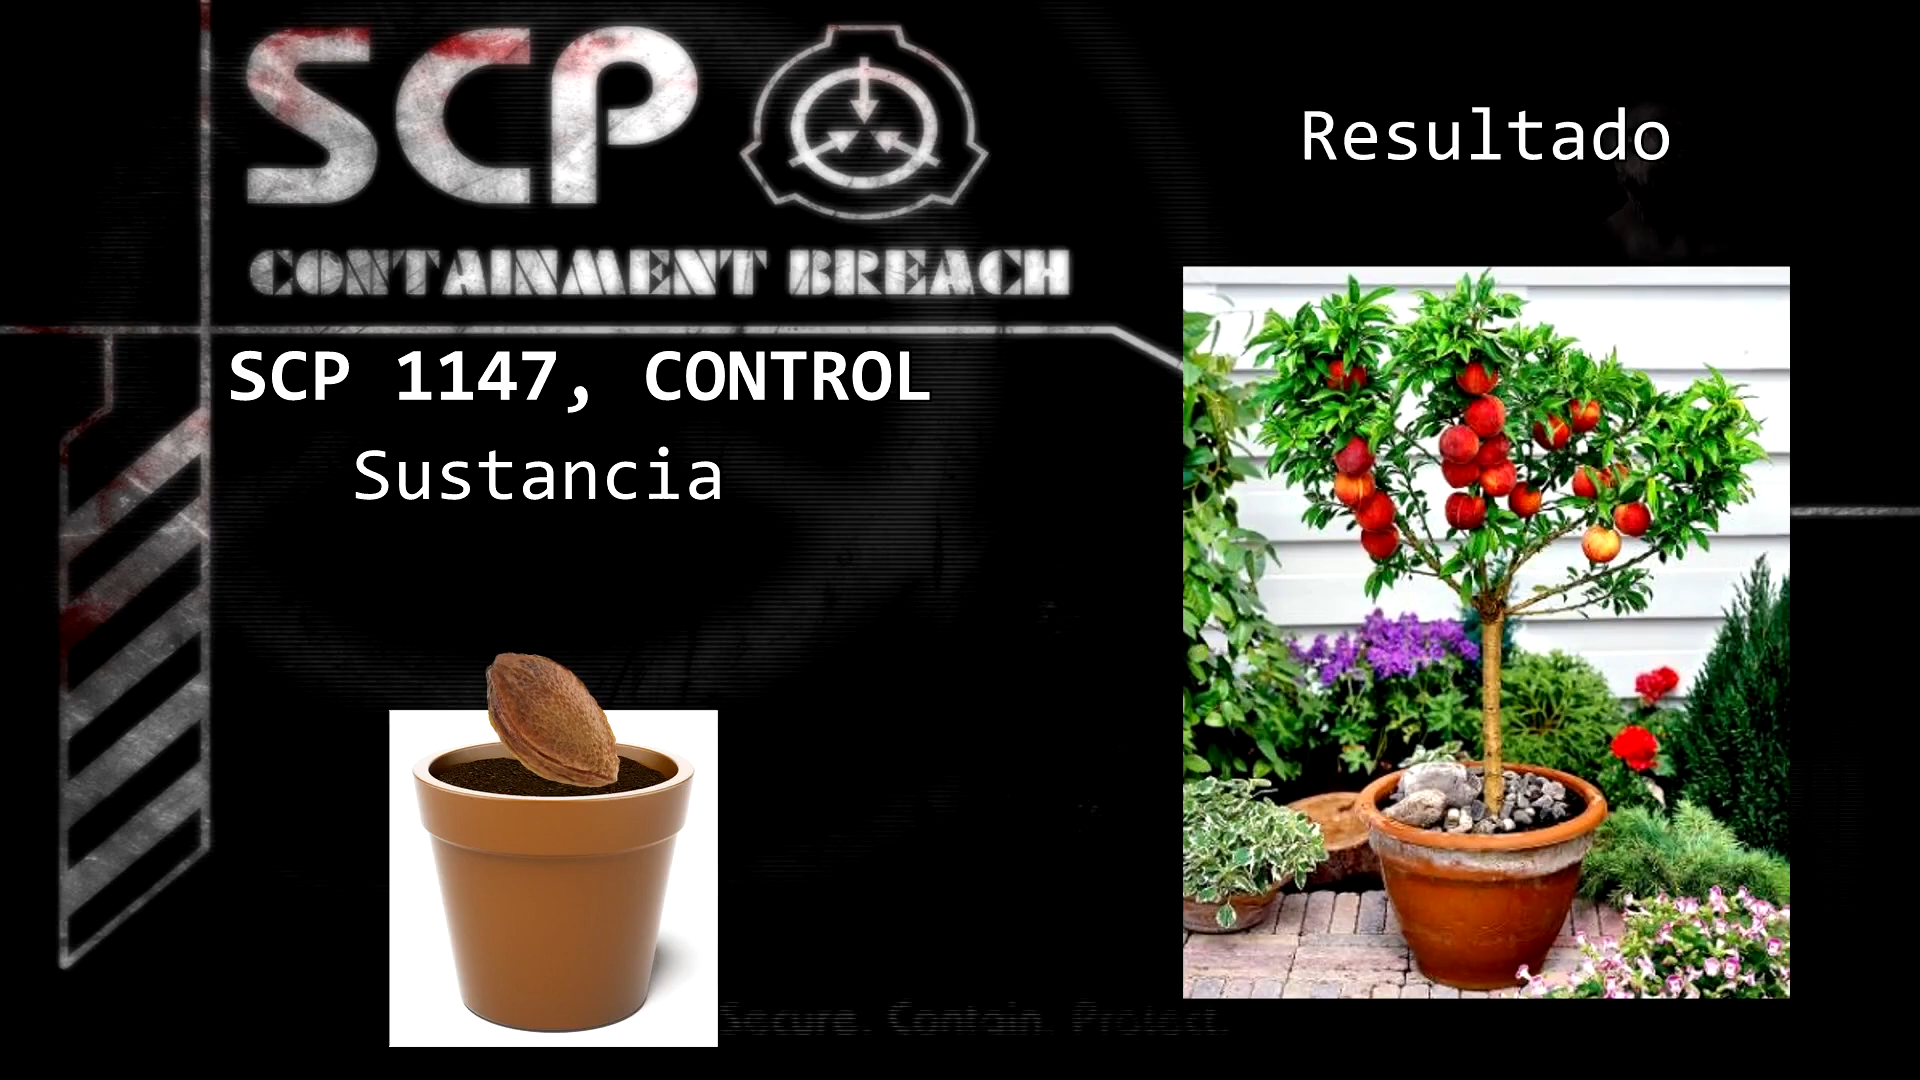 SCP
CONTAINMENT BREACH
SCP 1147, CONTROL
Sustancia
Resultado
Secure. Contain. Protect.